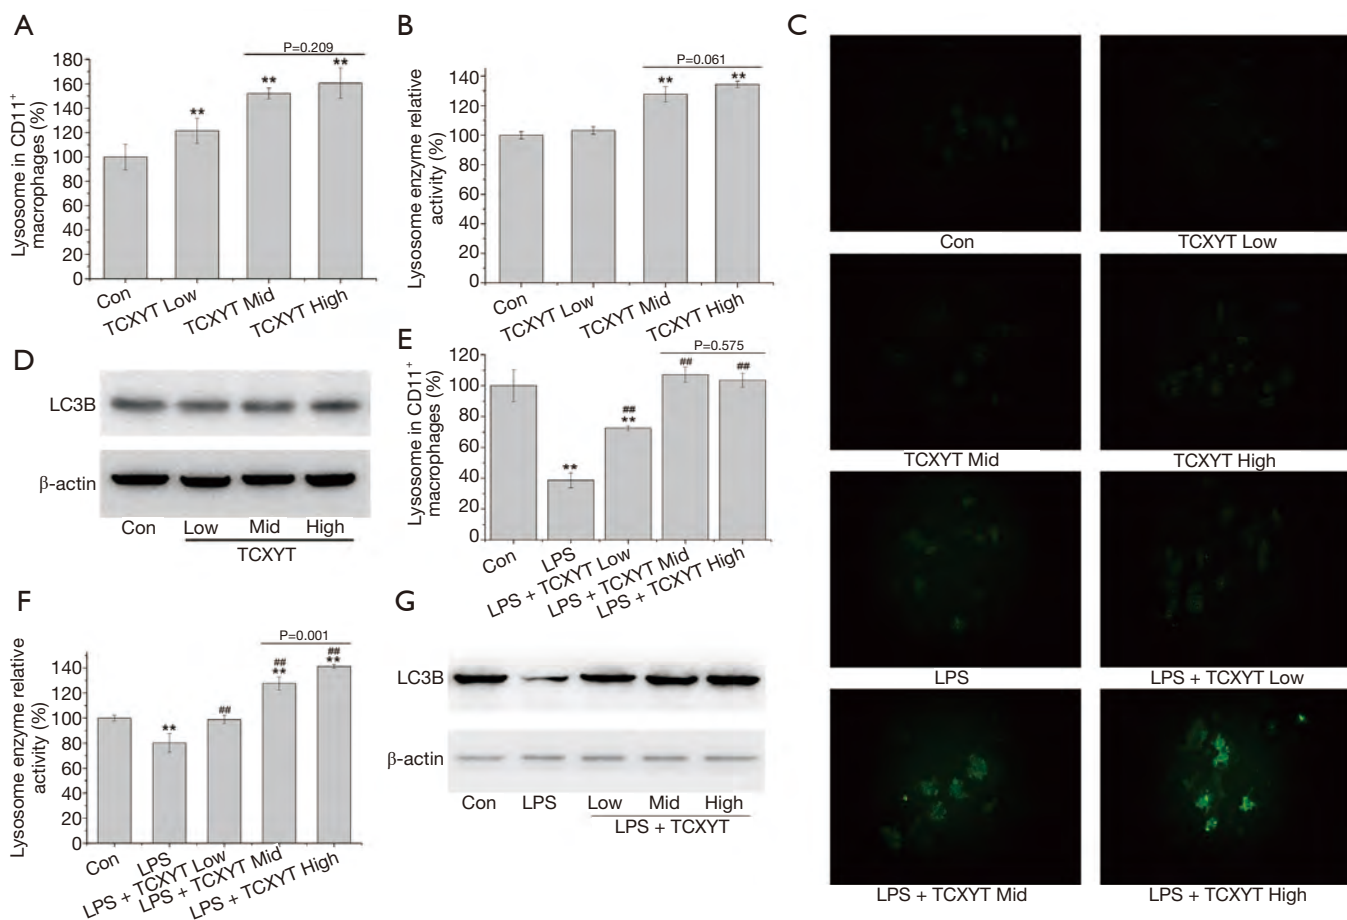 A
P=0.209
Lysosome in CD11+
macrophages (%)
180
160
140
120
100
80
60
40
20
0
**
**
**
Con
TCXYT Low
TCXYT Mid
TCXYT High
B
P=0.061
Lysosome enzyme relative
activity (%)
140
120
100
80
60
40
20
0
**
**
Con
TCXYT Low
TCXYT Mid
TCXYT High
C
Con
TCXYT Low
TCXYT Mid
TCXYT High
LPS
LPS + TCXYT Low
LPS + TCXYT Mid
LPS + TCXYT High
D
LC3B
β-actin
Con
Low
Mid
High
TCXYT
E
P=0.575
Lysosome in CD11+
macrophages (%)
120
100
80
60
40
20
0
**
##
**
##
##
Con
LPS
LPS + TCXYT Low
LPS + TCXYT Mid
LPS + TCXYT High
F
P=0.001
Lysosome enzyme relative
activity (%)
140
120
100
80
60
40
20
0
**
##
##
**
##
**
Con
LPS
LPS + TCXYT Low
LPS + TCXYT Mid
LPS + TCXYT High
G
LC3B
β-actin
Con
LPS
Low
Mid
High
LPS + TCXYT